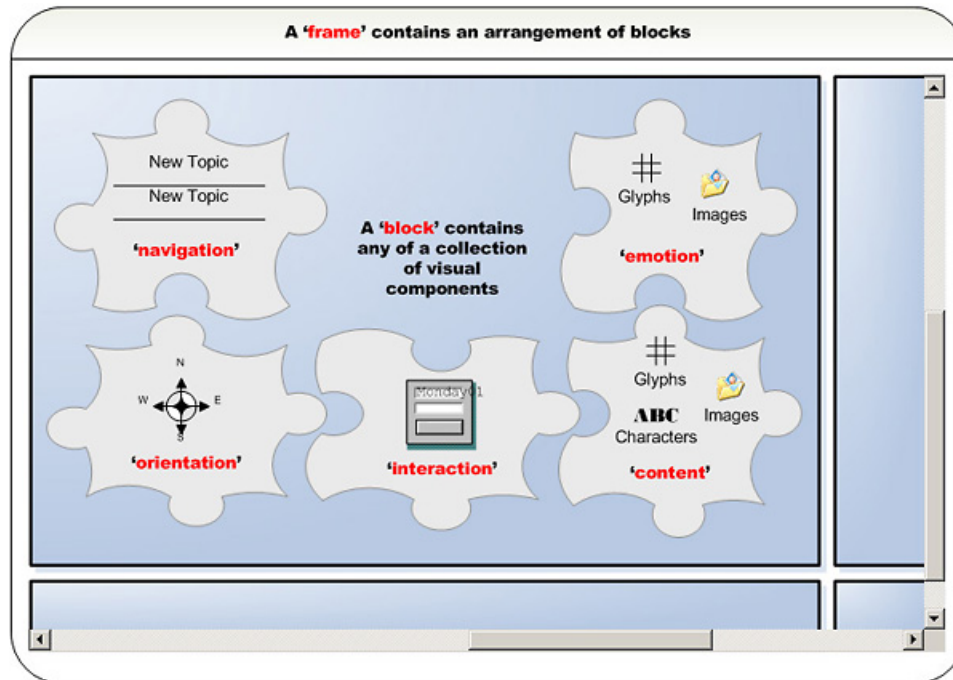 A ‘frame’ contains an arrangement of blocks
New Topic
New Topic
‘navigation’
A ‘block’ contains
any of a collection
of visual
components
Glyphs
Images
‘emotion’
N
W
E
S
‘orientation’
Monday01
‘interaction’
Glyphs
Images
ABC
Characters
‘content’